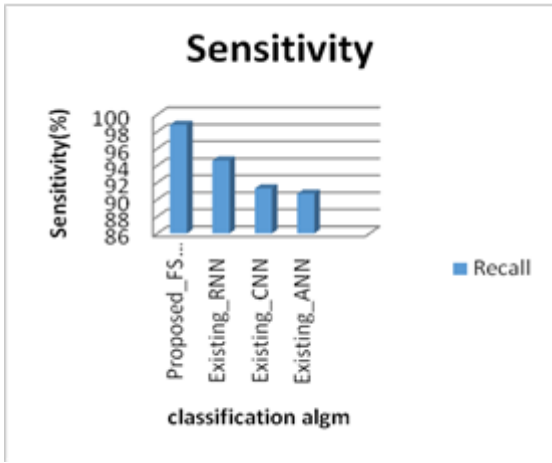 Sensitivity
Sensitivity(%)
100
98
96
94
92
90
88
86
Proposed_FS...
Existing_RNN
Existing_CNN
Existing_ANN
Recall
classification algm